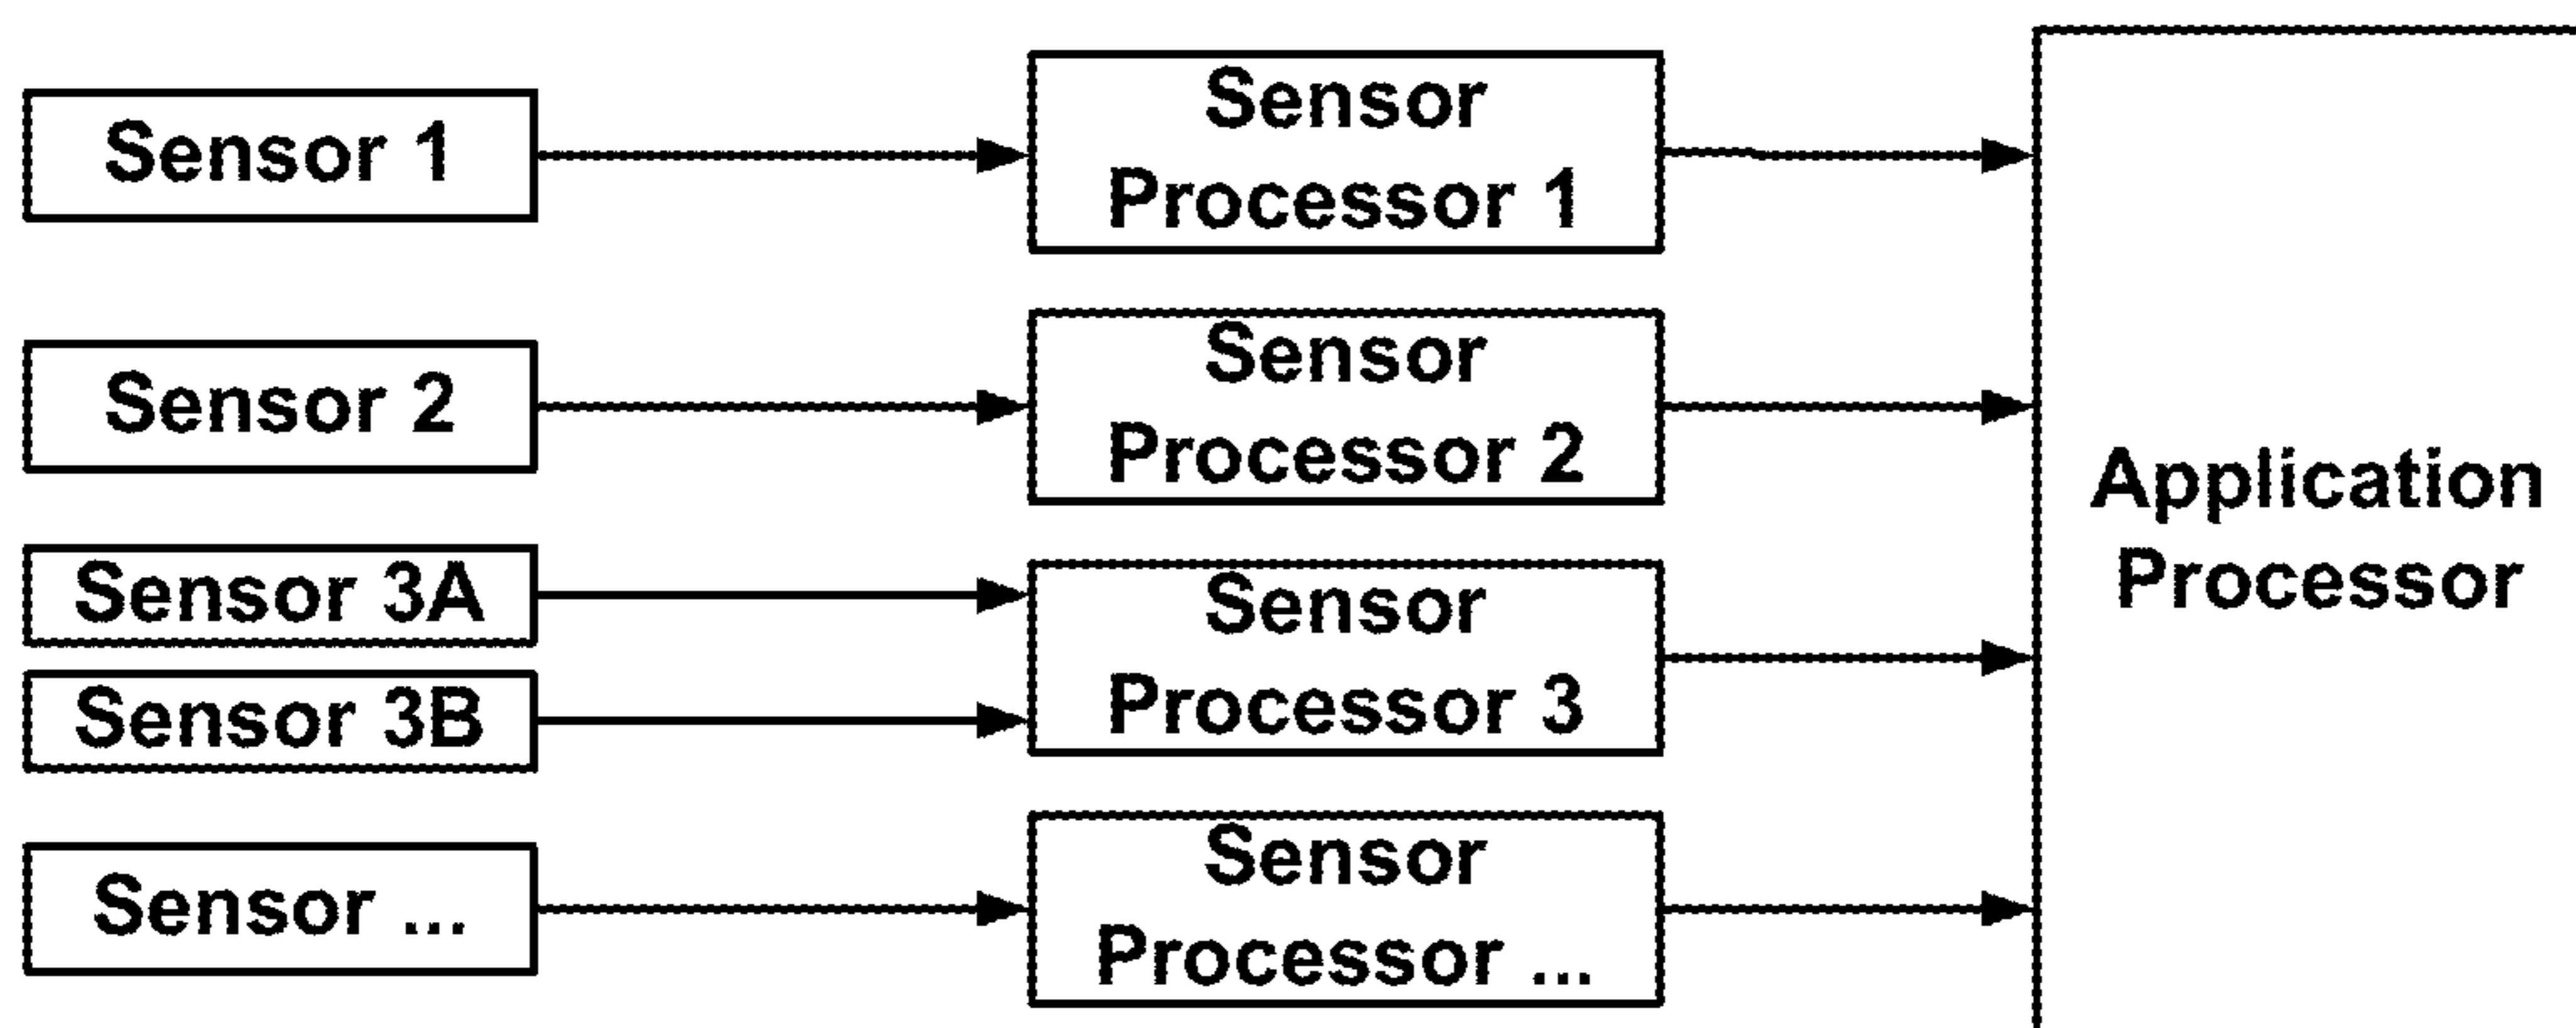 Sensor 1
Sensor
Processor 1
Sensor 2
Sensor
Processor 2
Sensor 3A
Sensor 3B
Sensor
Processor 3
Sensor ...
Sensor
Processor ...
Application
Processor